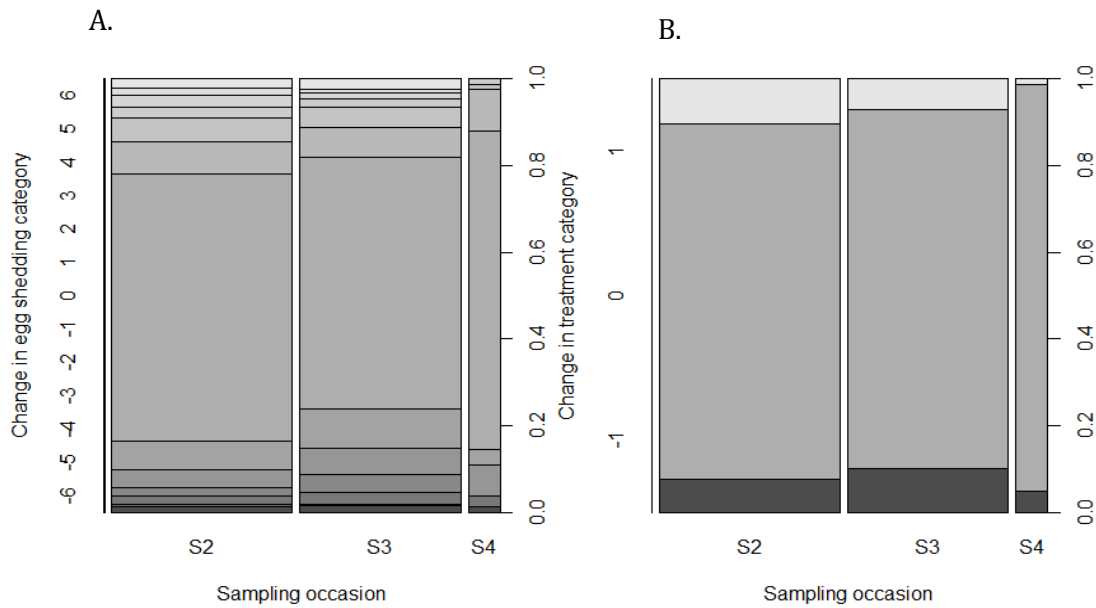 A.
Change in egg shedding category
6
5
4
3
2
1
0
-1
-2
-3
-4
-5
-6
1.0
0.8
0.6
0.4
0.2
0.0
S2
S3
S4
Sampling occasion
B.
Change in treatment category
1
0
-1
1.0
0.8
0.6
0.4
0.2
0.0
S2
S3
S4
Sampling occasion